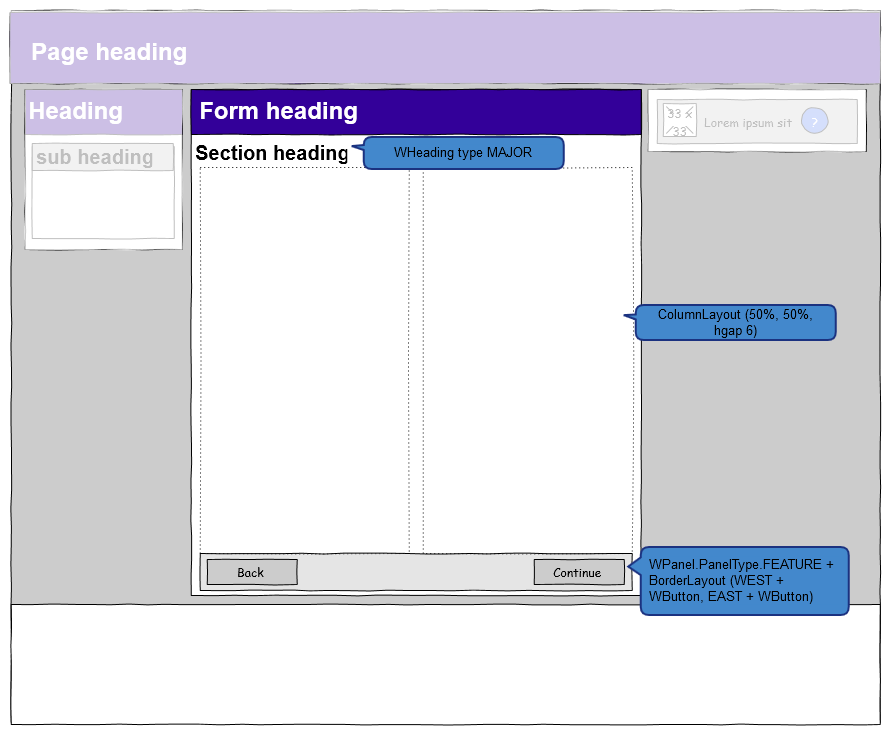 Page heading
Heading
sub heading
Form heading
Section heading
WHeading type MAJOR
33 x
33
Lorem ipsum sit
?
ColumnLayout (50%, 50%,
hgap 6)
Back
Continue
WPanel.PanelType.FEATURE +
BorderLayout (WEST +
WButton, EAST + WButton)